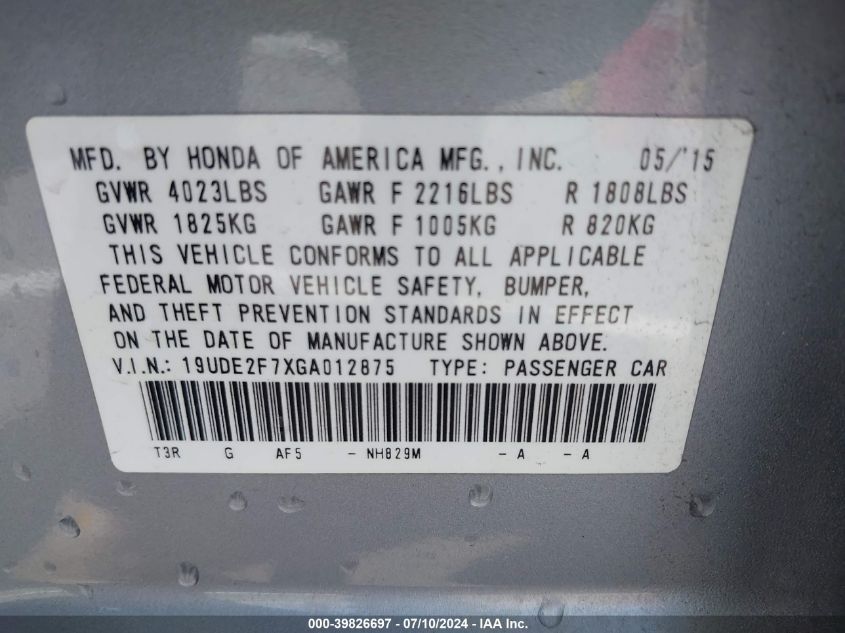 MFD. BY HONDA OF AMERICA MFG., INC. 05/'15
GVWR 4023LBS GAWR F 2216LBS R 1808LBS
GVWR 1825KG GAWR F 1005KG R 820KG
THIS VEHICLE CONFORMS TO ALL APPLICABLE
FEDERAL MOTOR VEHICLE SAFETY, BUMPER,
AND THEFT PREVENTION STANDARDS IN EFFECT
ON THE DATE OF MANUFACTURE SHOWN ABOVE.
V.I.N.: 19UDE2F7XGA012875 TYPE: PASSENGER CAR
T3R G AF5 - NH829M - A - A
000-39826697 - 07/10/2024 - IAA Inc.